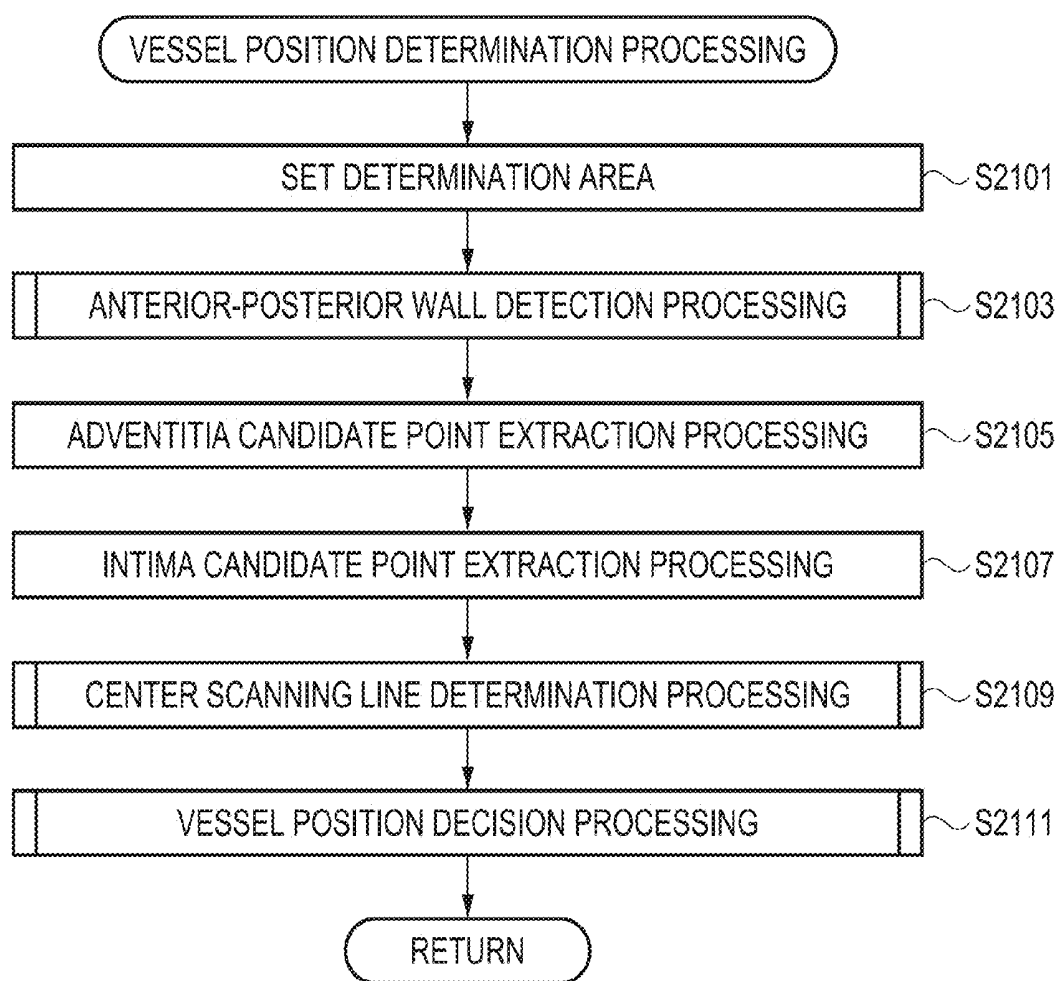 VESSEL POSITION DETERMINATION PROCESSING
SET DETERMINATION AREA S2101
ANTERIOR-POSTERIOR WALL DETECTION PROCESSING S2103
ADVENTITIA CANDIDATE POINT EXTRACTION PROCESSING S2105
INTIMA CANDIDATE POINT EXTRACTION PROCESSING S2107
CENTER SCANNING LINE DETERMINATION PROCESSING S2109
VESSEL POSITION DECISION PROCESSING S2111
RETURN